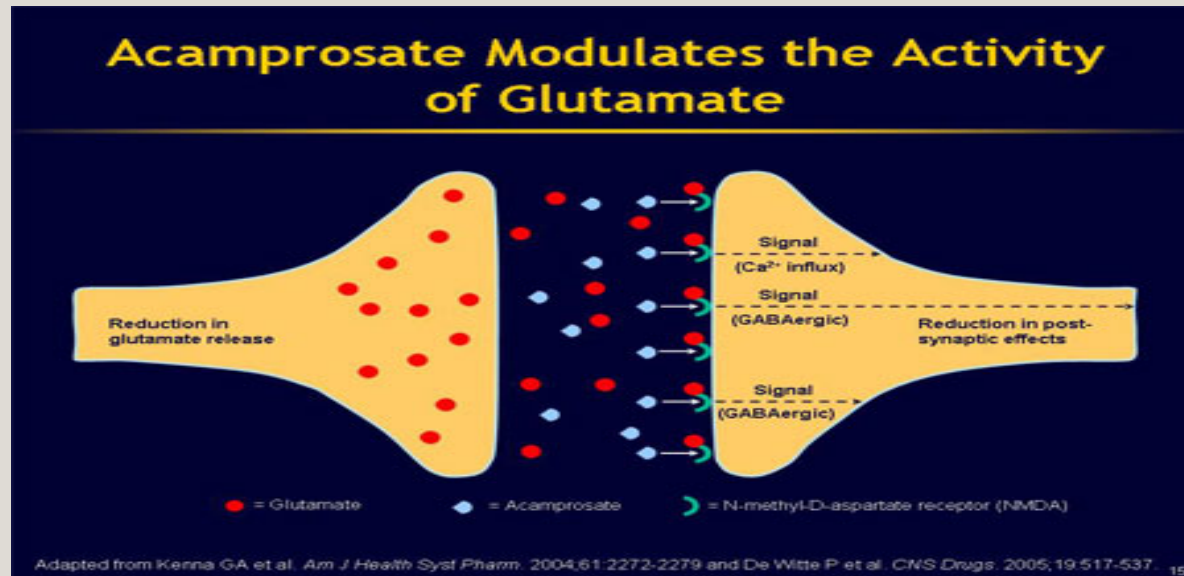 Acamprosate Modulates the Activity
of Glutamate
Reduction in
glutamate release
Signal
(Ca²⁺ influx)
Signal
(GABAergic)
Reduction in post-
synaptic effects
Signal
(GABAergic)
= Glutamate
= Acamprosate
= N-methyl-D-aspartate receptor (NMDA)
Adapted from Kenna GA et al. Am J Health Syst Pharm. 2004;61:2272-2279 and De Witte P et al. CNS Drugs. 2005;19:517-537.
15